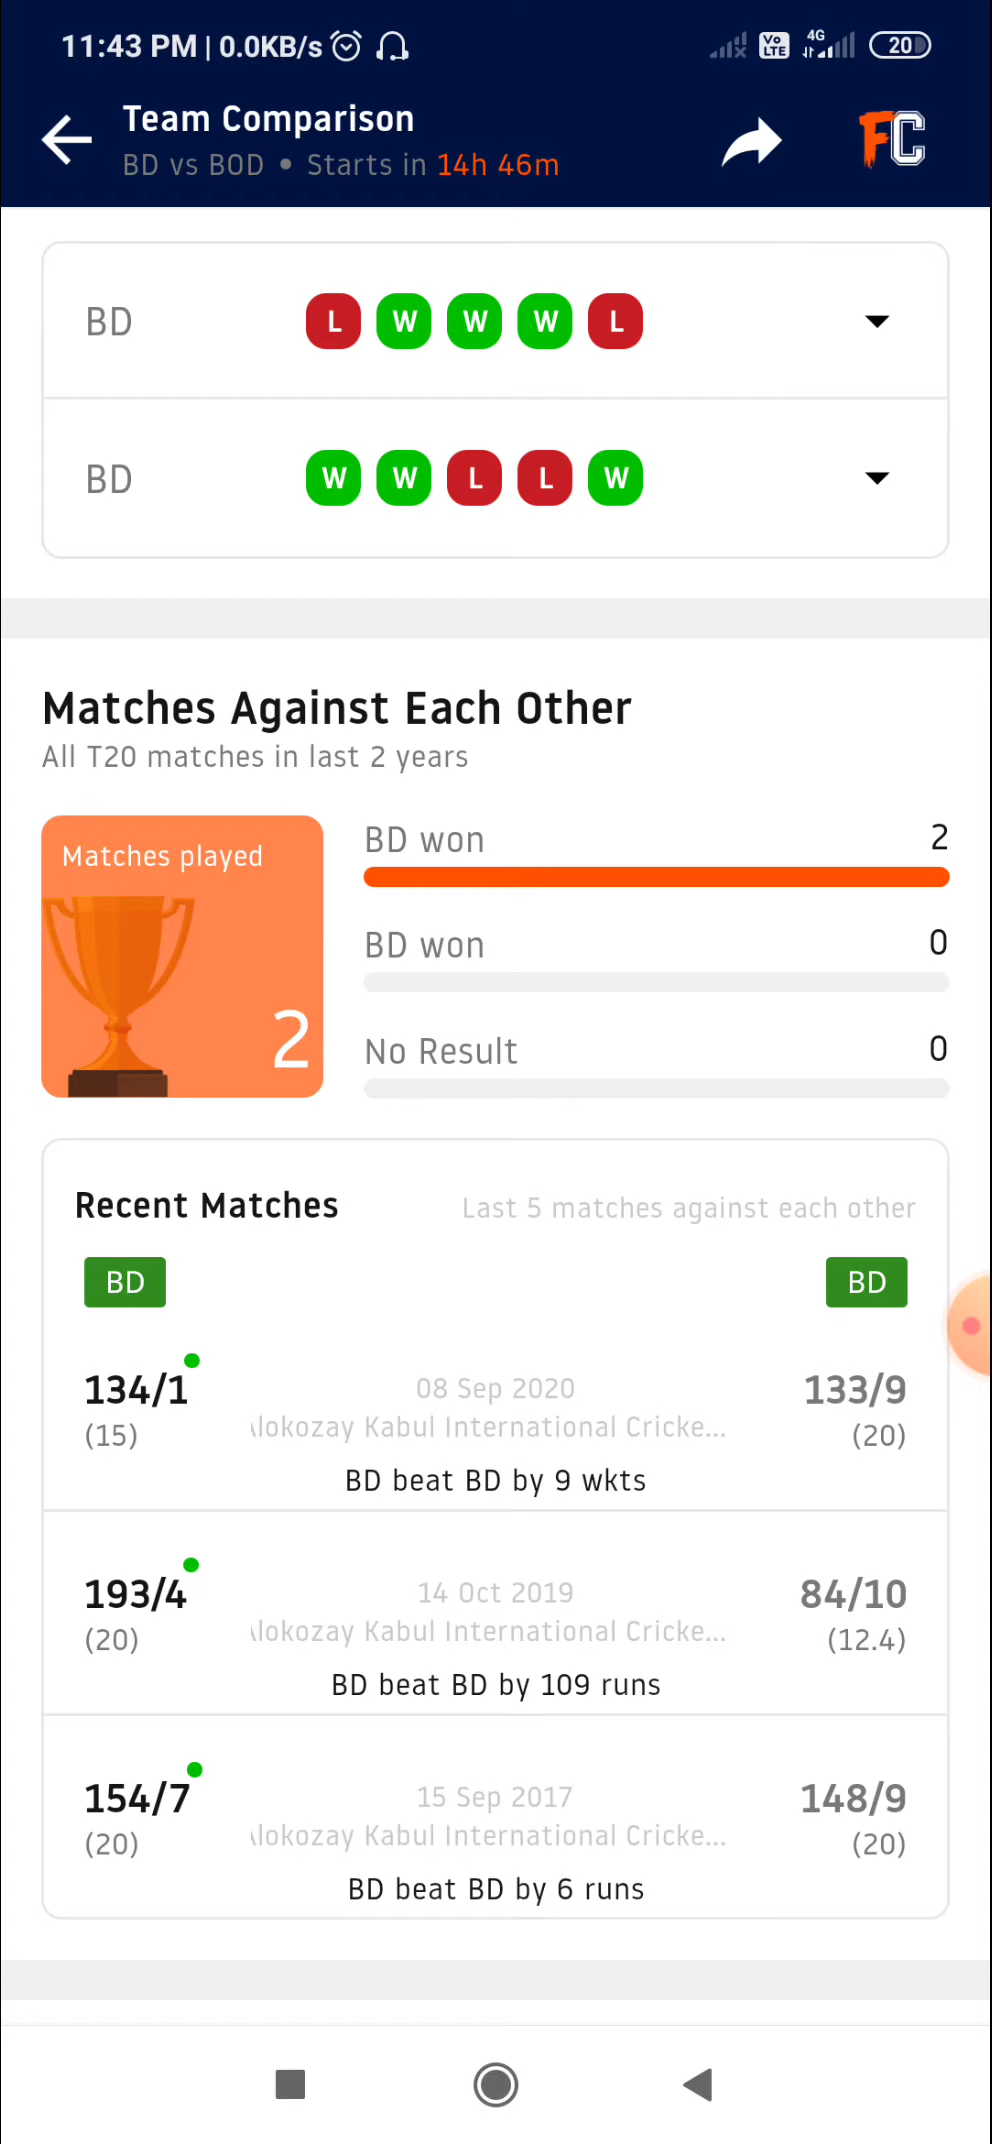 11:43 PM | 0.0KB/s Vo LTE 4G 20
Team Comparison
BD vs BOD • Starts in 14h 46m
FC
BD L W W W L
BD W W L L W
Matches Against Each Other
All T20 matches in last 2 years
Matches played
2
BD won 2
BD won 0
No Result 0
Recent Matches Last 5 matches against each other
BD BD
134/1 08 Sep 2020 133/9
(15) lokozay Kabul International Cricke... (20)
BD beat BD by 9 wkts
193/4 14 Oct 2019 84/10
(20) lokozay Kabul International Cricke... (12.4)
BD beat BD by 109 runs
154/7 15 Sep 2017 148/9
(20) lokozay Kabul International Cricke... (20)
BD beat BD by 6 runs